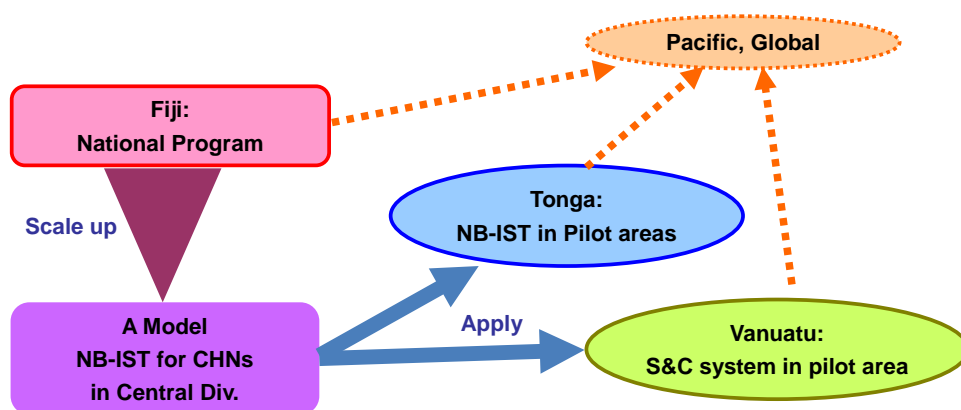 Pacific, Global
Fiji:
National Program
Scale up
Tonga:
NB-IST in Pilot areas
A Model
NB-IST for CHNs
in Central Div.
Apply
Vanuatu:
S&C system in pilot area